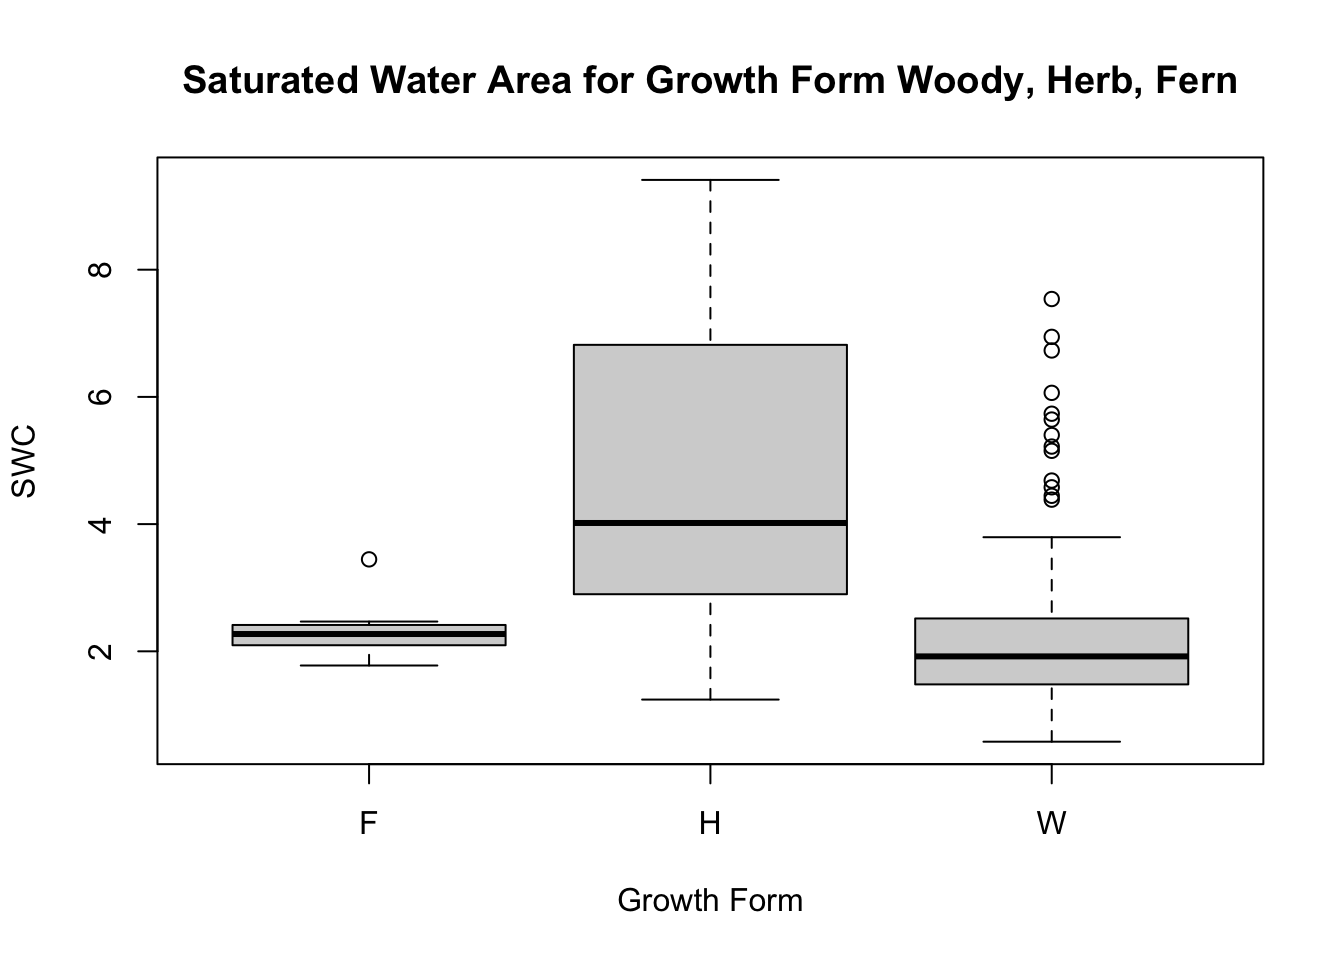 Saturated Water Area for Growth Form Woody, Herb, Fern
SWC
8
6
4
2
F H W
Growth Form